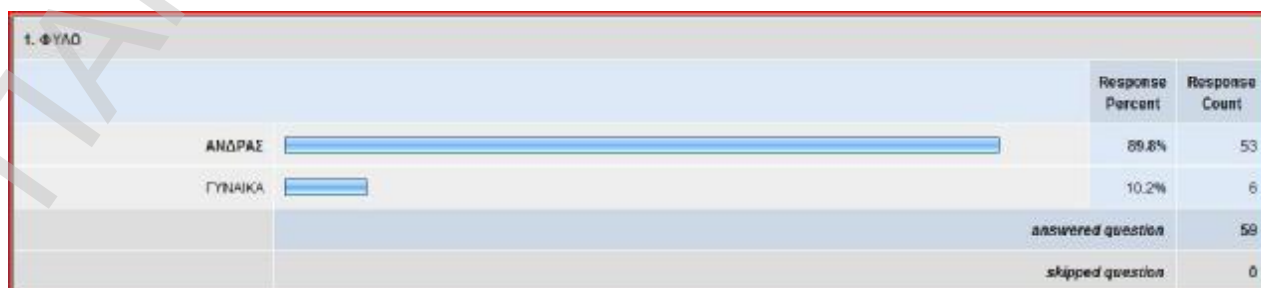 1. ΦΥΛΟ
Response Percent
Response Count
ΑΝΔΡΑΣ 89.8% 53
ΓΥΝΑΙΚΑ 10.2% 6
answered question 59
skipped question 0